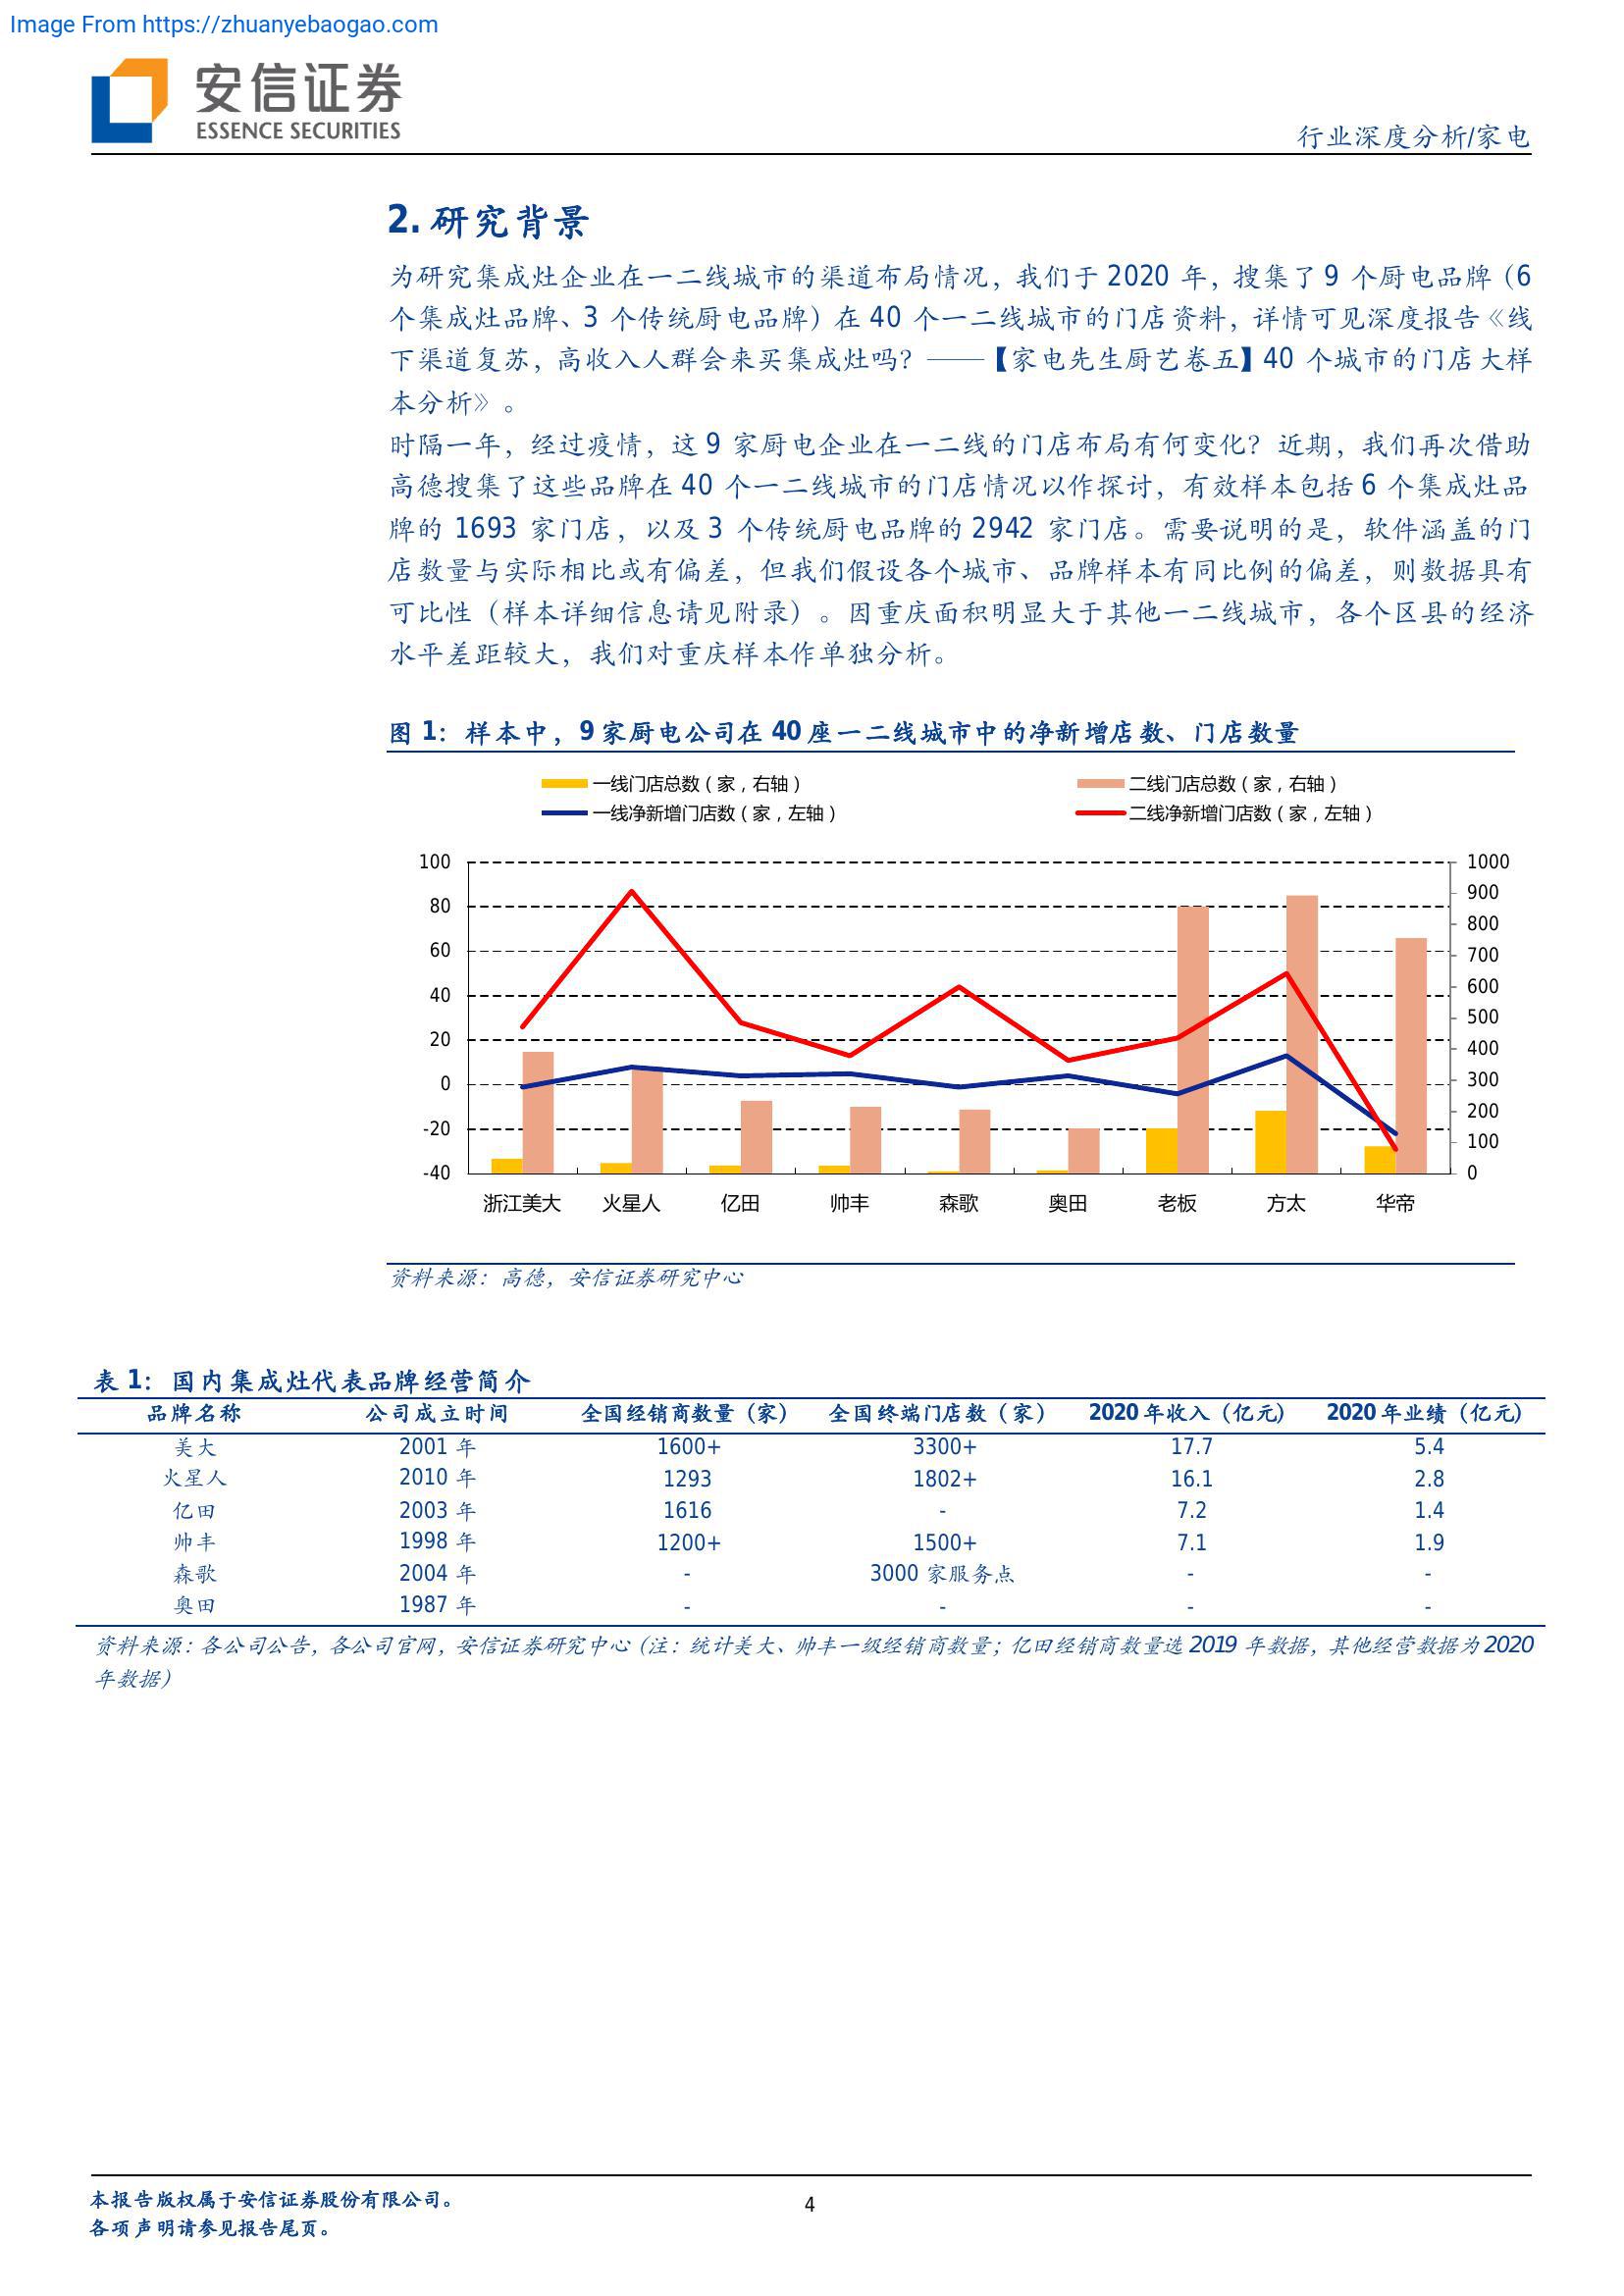 Image From https://zhuanyebaogao.com
安信证券
ESSENCE SECURITIES
行业深度分析/家电
2. 研究背景
为研究集成灶企业在一二线城市的渠道布局情况，我们于 2020 年，搜集了 9 个厨电品牌（6
个集成灶品牌、3 个传统厨电品牌）在 40 个一二线城市的门店资料，详情可见深度报告《线
下渠道复苏，高收入人群会来买集成灶吗？——【家电先生厨艺卷五】40 个城市的门店大样
本分析》。
时隔一年，经过疫情，这 9 家厨电企业在一二线的门店布局有何变化？近期，我们再次借助
高德搜集了这些品牌在 40 个一二线城市的门店情况以作探讨，有效样本包括 6 个集成灶品
牌的 1693 家门店，以及 3 个传统厨电品牌的 2942 家门店。需要说明的是，软件涵盖的门
店数量与实际相比或有偏差，但我们假设各个城市、品牌样本有同比例的偏差，则数据具有
可比性（样本详细信息请见附录）。因重庆面积明显大于其他一二线城市，各个区县的经济
水平差距较大，我们对重庆样本作单独分析。
图 1：样本中，9 家厨电公司在 40 座一二线城市中的净新增店数、门店数量
一线门店总数（家，右轴） 二线门店总数（家，右轴）
一线净新增门店数（家，左轴） 二线净新增门店数（家，左轴）
100 1000
900
80 800
60 700
40 600
500
20 400
0 300
-20 200
100
-40 0
浙江美大 火星人 亿田 帅丰 森歌 奥田 老板 方太 华帝
资料来源：高德，安信证券研究中心
表 1：国内集成灶代表品牌经营简介
品牌名称 公司成立时间 全国经销商数量（家） 全国终端门店数（家） 2020 年收入（亿元) 2020 年业绩（亿元)
美大 2001 年 1600+ 3300+ 17.7 5.4
火星人 2010 年 1293 1802+ 16.1 2.8
亿田 2003 年 1616 - 7.2 1.4
帅丰 1998 年 1200+ 1500+ 7.1 1.9
森歌 2004 年 - 3000 家服务点 - -
奥田 1987 年 - - - -
资料来源：各公司公告，各公司官网，安信证券研究中心（注：统计美大、帅丰一级经销商数量；亿田经销商数量选 2019 年数据，其他经营数据为 2020
年数据）
本报告版权属于安信证券股份有限公司。
4
各项声明请参见报告尾页。